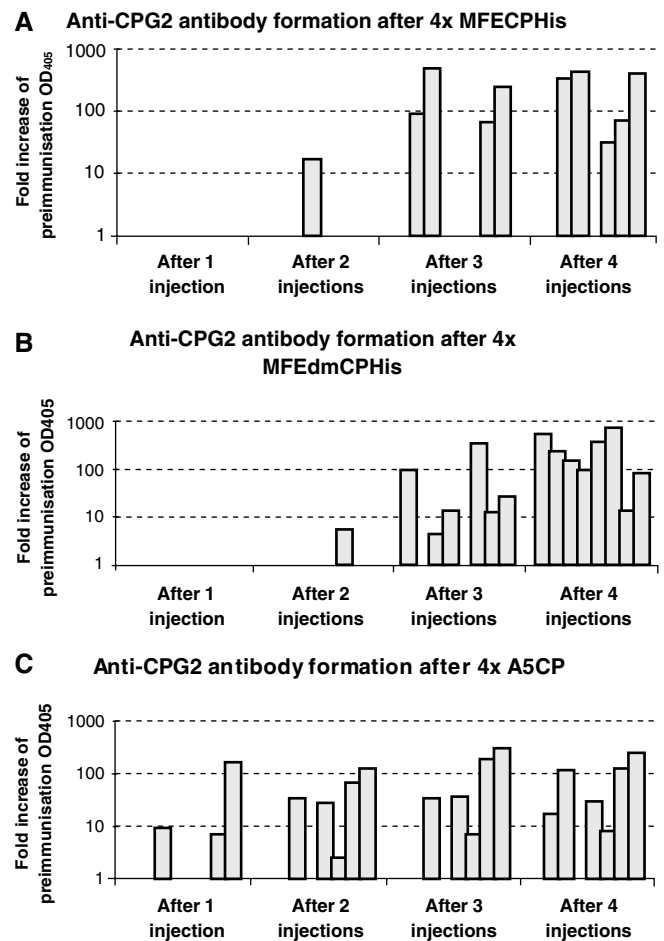 A Anti-CPG2 antibody formation after 4x MFECPHis
Fold increase of
preimmunisation OD405
1000
100
10
1
After 1
injection
After 2
injections
After 3
injections
After 4
injections
B Anti-CPG2 antibody formation after 4x
MFEdmCPHis
Fold increase of
preimmunisation OD405
1000
100
10
1
After 1
injection
After 2
injections
After 3
injections
After 4
injections
C Anti-CPG2 antibody formation after 4x A5CP
Fold increase of
preimmunisation OD405
1000
100
10
1
After 1
injection
After 2
injections
After 3
injections
After 4
injections